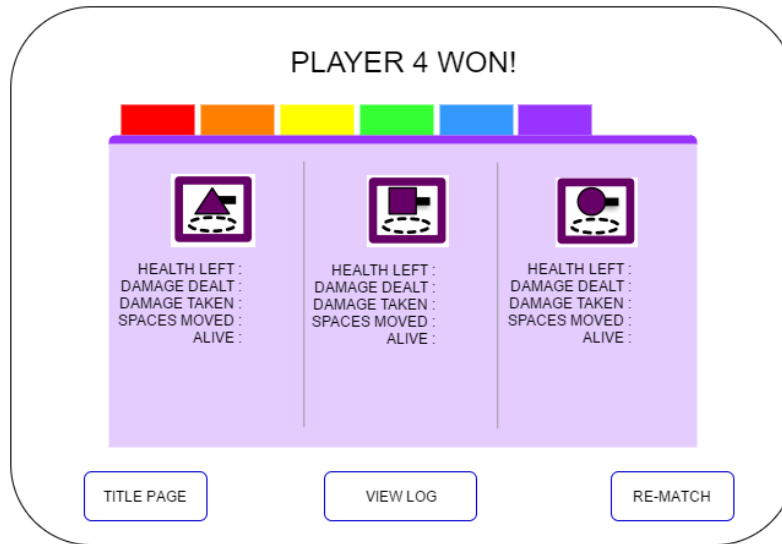 PLAYER 4 WON!
HEALTH LEFT :
DAMAGE DEALT :
DAMAGE TAKEN :
SPACES MOVED :
ALIVE :
HEALTH LEFT :
DAMAGE DEALT :
DAMAGE TAKEN :
SPACES MOVED :
ALIVE :
HEALTH LEFT :
DAMAGE DEALT :
DAMAGE TAKEN :
SPACES MOVED :
ALIVE :
TITLE PAGE
VIEW LOG
RE-MATCH